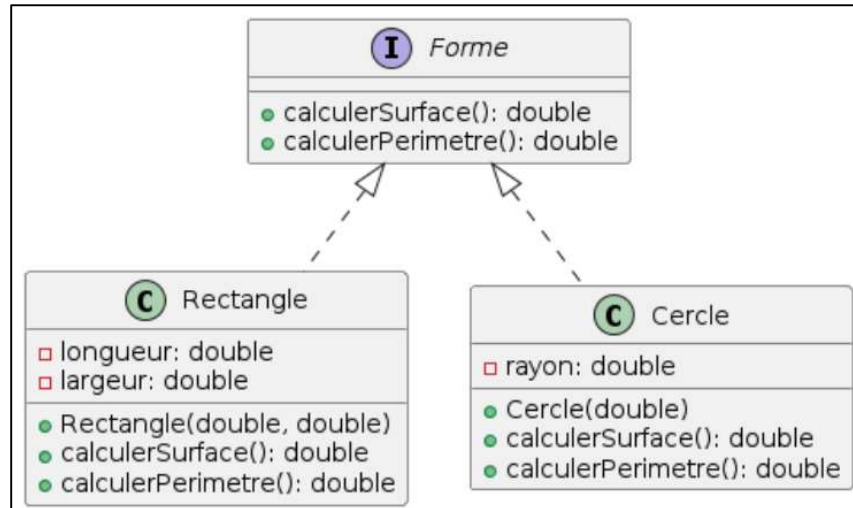 I Forme
calculerSurface(): double
calculerPerimetre(): double
C Rectangle
longueur: double
largeur: double
Rectangle(double, double)
calculerSurface(): double
calculerPerimetre(): double
C Cercle
rayon: double
Cercle(double)
calculerSurface(): double
calculerPerimetre(): double